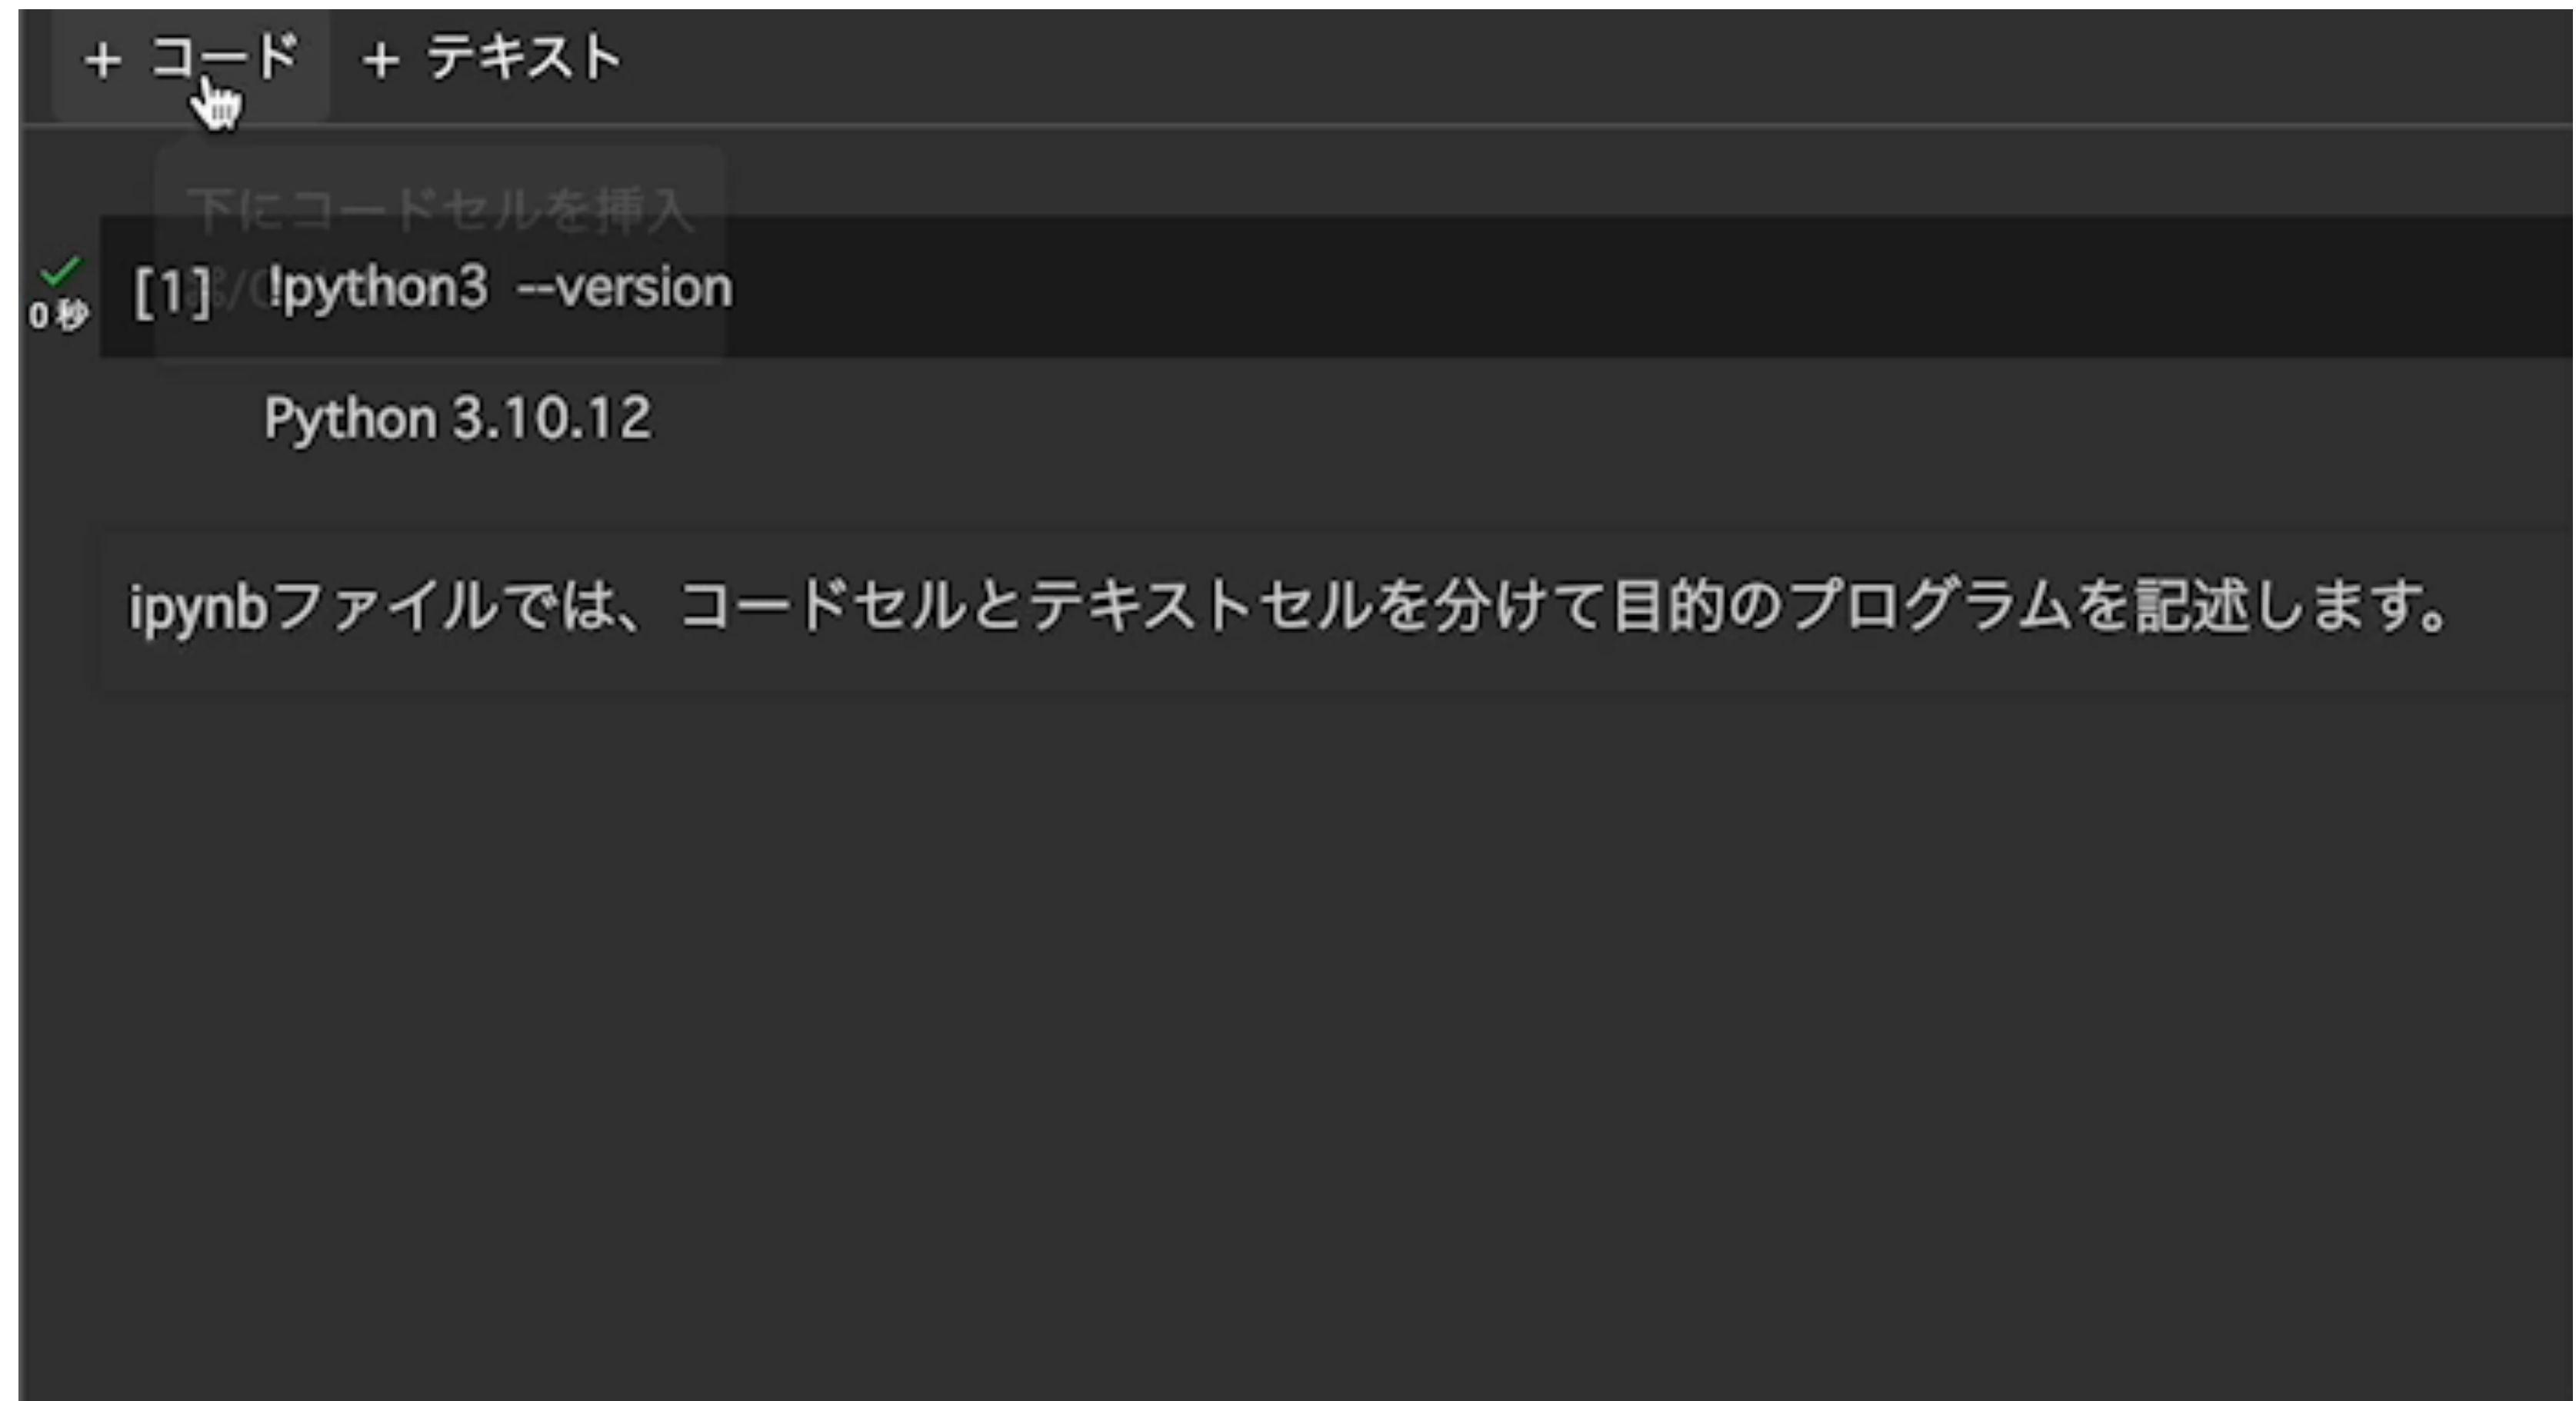 + コード + テキスト
下にコードセルを挿入
[1] !python3 --version
0 秒
Python 3.10.12
ipynbファイルでは、コードセルとテキストセルを分けて目的のプログラムを記述します。